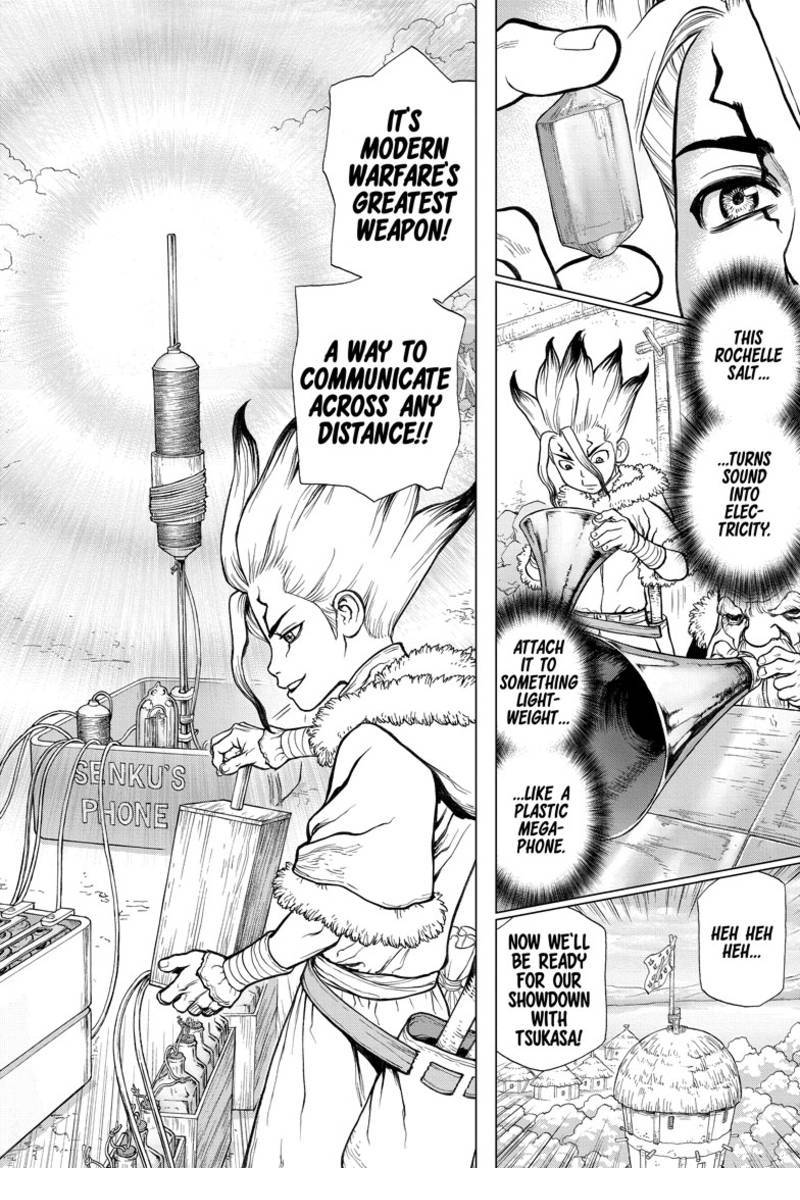 THIS
ROCHELLE
SALT...
...TURNS
SOUND
INTO
ELEC-
TRICITY.
ATTACH
IT TO
SOMETHING
LIGHT-
WEIGHT...
...LIKE A
PLASTIC
MEGA-
PHONE.
HEH HEH
HEH...
NOW WE'LL
BE READY
FOR OUR
SHOWDOWN
WITH
TSUKASA!
IT'S
MODERN
WARFARE'S
GREATEST
WEAPON!
A WAY TO
COMMUNICATE
ACROSS ANY
DISTANCE!!
SENKU'S
PHONE